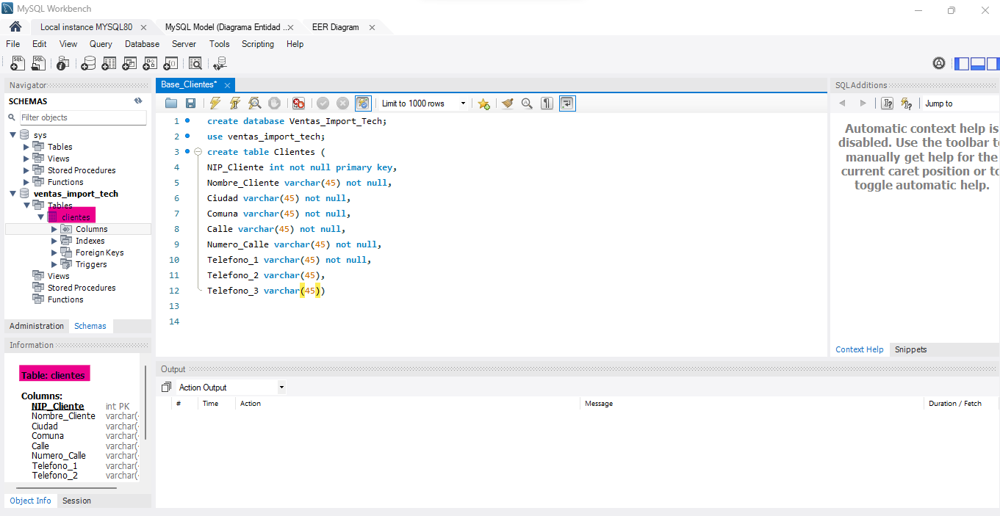 MySQL Workbench
Local instance MYSQL80
MySQL Model (Diagrama Entidad ..
EER Diagram
File Edit View Query Database Server Tools Scripting Help
Navigator
SCHEMAS
Filter objects
sys
Tables
Views
Stored Procedures
Functions
ventas_import_tech
Tables
clientes
Columns
Indexes
Foreign Keys
Triggers
Views
Stored Procedures
Functions
Administration Schemas
Information
Table: clientes
Columns:
NIP_Cliente int PK
Nombre_Cliente varchar(
Ciudad varchar(
Comuna varchar(
Calle varchar(
Numero_Calle varchar(
Telefono_1 varchar(
Telefono_2 varchar(
Object Info Session
Base_Clientes*
Limit to 1000 rows
1 create database Ventas_Import_Tech;
2 use ventas_import_tech;
3 create table Clientes (
4 NIP_Cliente int not null primary key,
5 Nombre_Cliente varchar(45) not null,
6 Ciudad varchar(45) not null,
7 Comuna varchar(45) not null,
8 Calle varchar(45) not null,
9 Numero_Calle varchar(45) not null,
10 Telefono_1 varchar(45) not null,
11 Telefono_2 varchar(45),
12 Telefono_3 varchar(45))
13
14
Output
Action Output
# Time Action Message Duration / Fetch
SQLAdditions
Jump to
Automatic context help is
disabled. Use the toolbar to
manually get help for the
current caret position or to
toggle automatic help.
Context Help Snippets